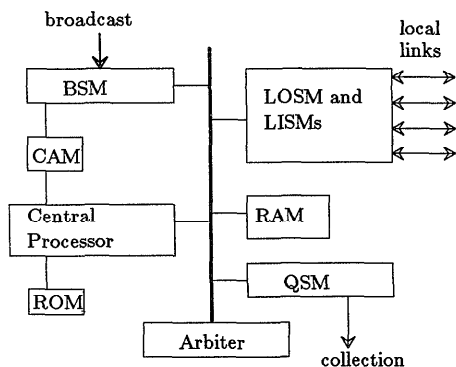 broadcast
local
links
BSM
LOSM and
LISMs
CAM
Central
Processor
RAM
ROM
QSM
Arbiter
collection